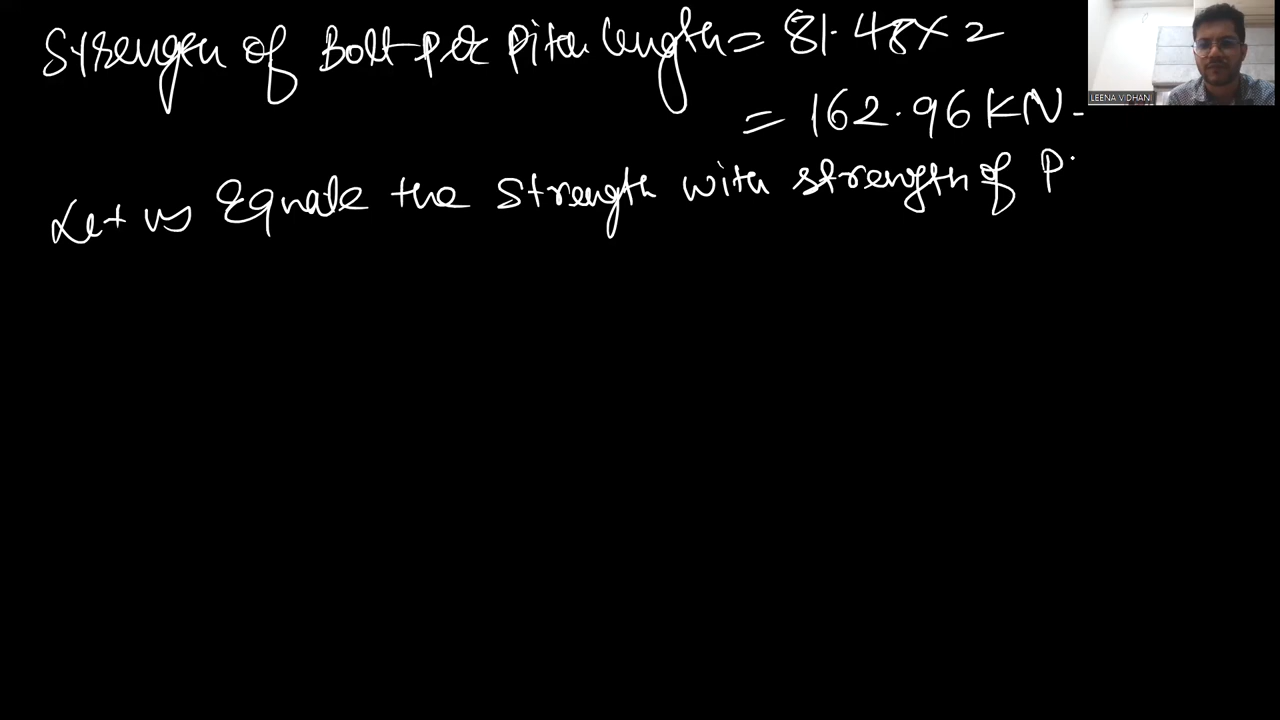 Strength of Bolt per pitch length = 81.48 × 2
= 162.96 KN.
Let us Equate the strength with strength of P.
LEENA VIDHANI